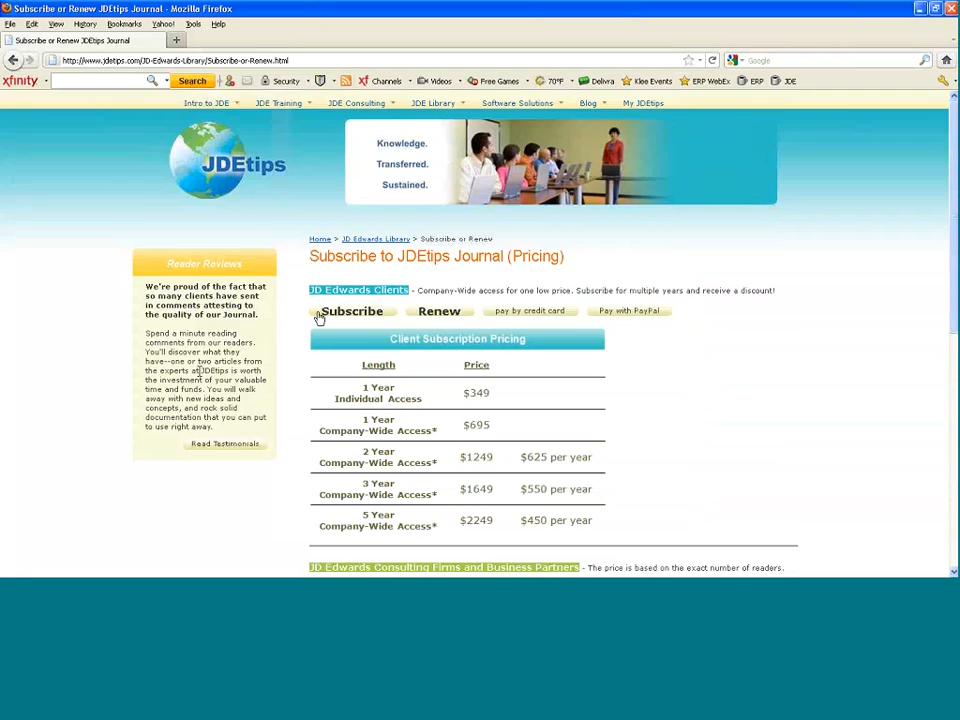 Subscribe or Renew JDEtips Journal - Mozilla Firefox
File Edit View History Bookmarks Yahoo! Tools Help
Subscribe or Renew JDEtips Journal
http://www.jdetips.com/JD-Edwards-Library/Subscribe-or-Renew.html
Google
xfinity Search Security Channels Videos Free Games 70°F Delivra Klee Events ERP WebEx ERP JDE
Intro to JDE JDE Training JDE Consulting JDE Library Software Solutions Blog My JDEtips
JDEtips
Knowledge.
Transferred.
Sustained.
Home > JD Edwards Library > Subscribe or Renew
Subscribe to JDEtips Journal (Pricing)
Reader Reviews
We're proud of the fact that
so many clients have sent
in comments attesting to
the quality of our Journal.
Spend a minute reading
comments from our readers.
You'll discover what they
have--one or two articles from
the experts at JDEtips is worth
the investment of your valuable
time and funds. You will walk
away with new ideas and
concepts, and rock solid
documentation that you can put
to use right away.
Read Testimonials
JD Edwards Clients - Company-Wide access for one low price. Subscribe for multiple years and receive a discount!
Subscribe Renew pay by credit card Pay with PayPal
Client Subscription Pricing
Length Price
1 Year
Individual Access $349
1 Year
Company-Wide Access* $695
2 Year
Company-Wide Access* $1249 $625 per year
3 Year
Company-Wide Access* $1649 $550 per year
5 Year
Company-Wide Access* $2249 $450 per year
JD Edwards Consulting Firms and Business Partners - The price is based on the exact number of readers.